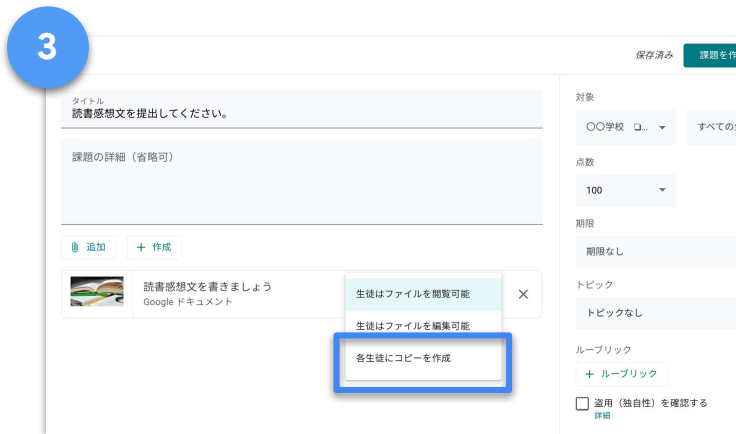 3
保存済み
課題を作
タイトル
読書感想文を提出してください。
課題の詳細（省略可）
追加
+ 作成
読書感想文を書きましょう
Google ドキュメント
生徒はファイルを閲覧可能
生徒はファイルを編集可能
各生徒にコピーを作成
対象
〇〇学校 ロ...
すべての
点数
100
期限
期限なし
トピック
トピックなし
ルーブリック
+ ルーブリック
盗用（独自性）を確認する
詳細